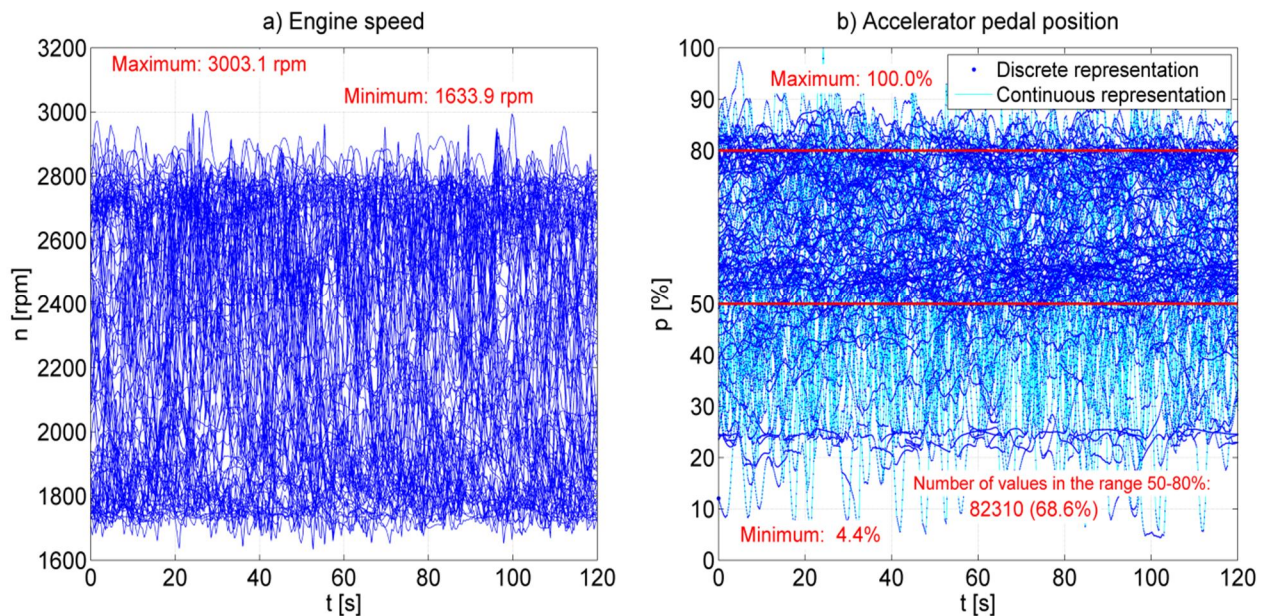 a) Engine speed
3200
Maximum: 3003.1 rpm
Minimum: 1633.9 rpm
3000
2800
2600
2400
2200
2000
1800
1600
n [rpm]
0 20 40 60 80 100 120
t [s]
b) Accelerator pedal position
100
Maximum: 100.0%
Discrete representation
Continuous representation
90
80
50
40
30
20
10
0
p [%]
Number of values in the range 50-80%:
82310 (68.6%)
Minimum: 4.4%
0 20 40 60 80 100 120
t [s]